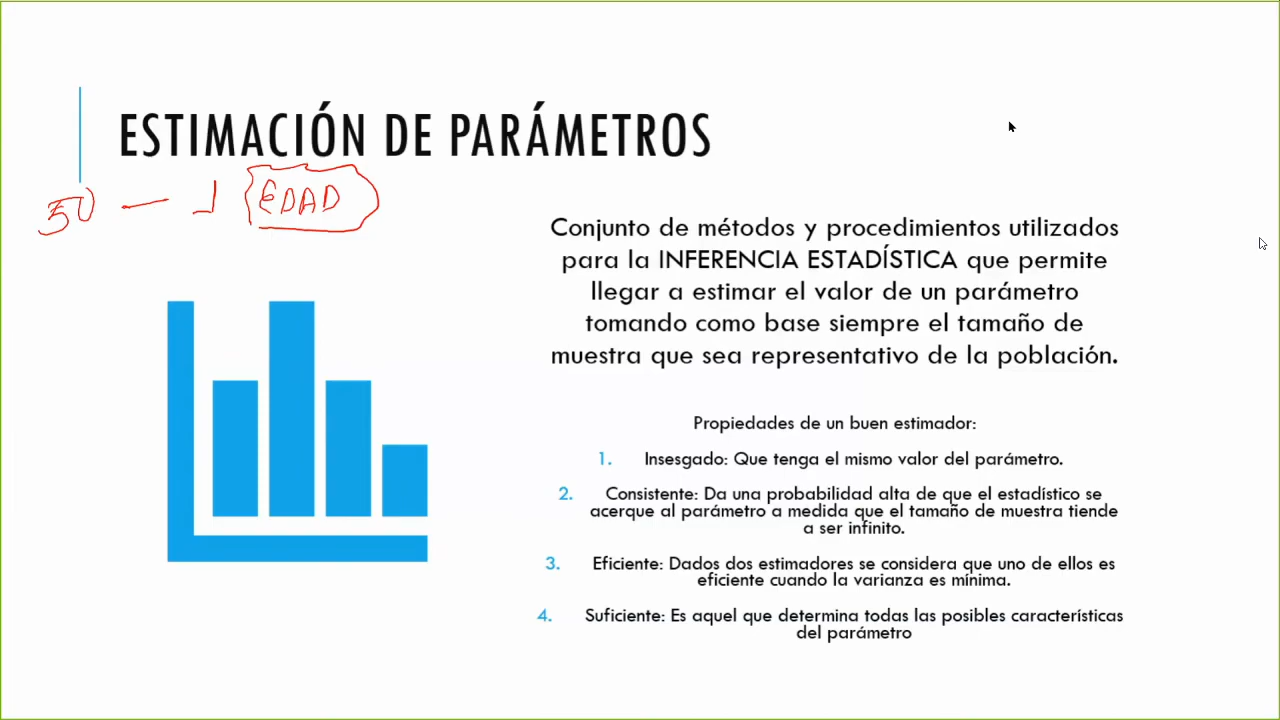 ESTIMACIÓN DE PARÁMETROS
50 — 1 EDAD
Conjunto de métodos y procedimientos utilizados
para la INFERENCIA ESTADÍSTICA que permite
llegar a estimar el valor de un parámetro
tomando como base siempre el tamaño de
muestra que sea representativo de la población.
Propiedades de un buen estimador:
1. Insesgado: Que tenga el mismo valor del parámetro.
2. Consistente: Da una probabilidad alta de que el estadístico se
acerque al parámetro a medida que el tamaño de muestra tiende
a ser infinito.
3. Eficiente: Dados dos estimadores se considera que uno de ellos es
eficiente cuando la varianza es mínima.
4. Suficiente: Es aquel que determina todas las posibles características
del parámetro